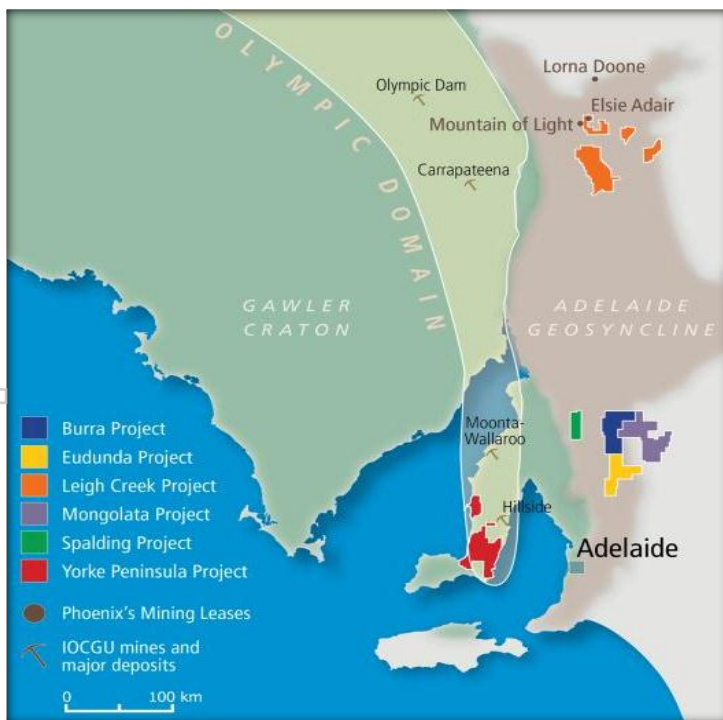 OLYMPIC DOMAIN
Lorna Doone
Olympic Dam
Elsie Adair
Mountain of Light
Carrapateena
GAWLER
CRATON
ADELAIDE
GEOSYNCLINE
Moonta-
Wallaroo
Hillside
Adelaide
Burra Project
Eudunda Project
Leigh Creek Project
Mongolata Project
Spalding Project
Yorke Peninsula Project
Phoenix's Mining Leases
IOCGU mines and
major deposits
0 100 km